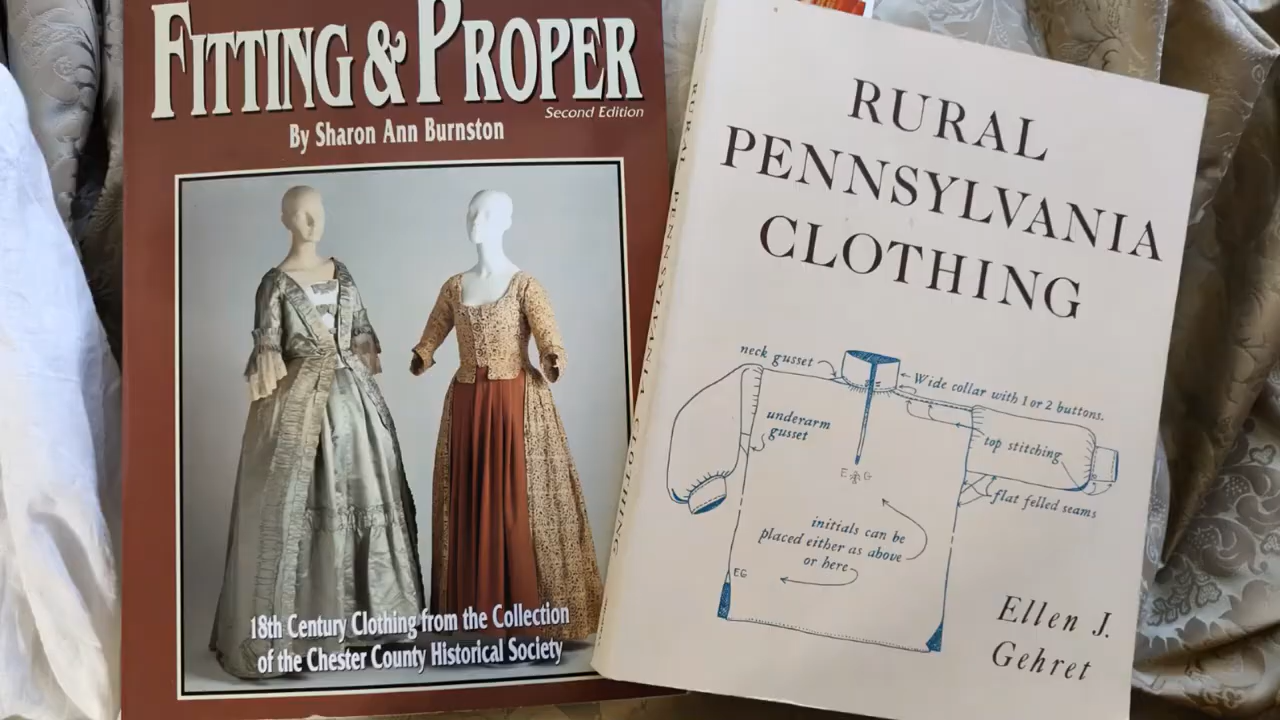 FITTING & PROPER
Second Edition
By Sharon Ann Burnston
18th Century Clothing from the Collection
of the Chester County Historical Society
RURAL PENNSYLVANIA CLOTHING
RURAL
PENNSYLVANIA
CLOTHING
neck gusset
Wide collar with 1 or 2 buttons.
underarm
gusset
top stitching
E G
flat felled seams
initials can be
placed either as above
or here
EG
Ellen J.
Gehret